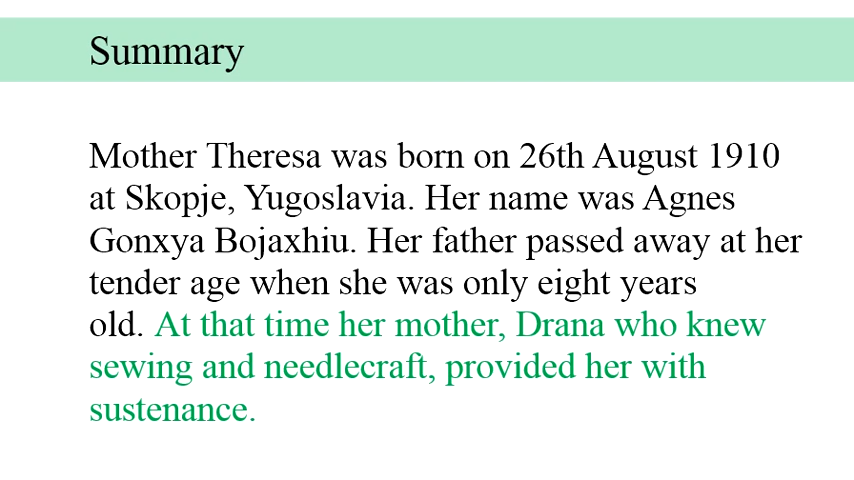 Summary
Mother Theresa was born on 26th August 1910
at Skopje, Yugoslavia. Her name was Agnes
Gonxya Bojaxhiu. Her father passed away at her
tender age when she was only eight years
old. At that time her mother, Drana who knew
sewing and needlecraft, provided her with
sustenance.